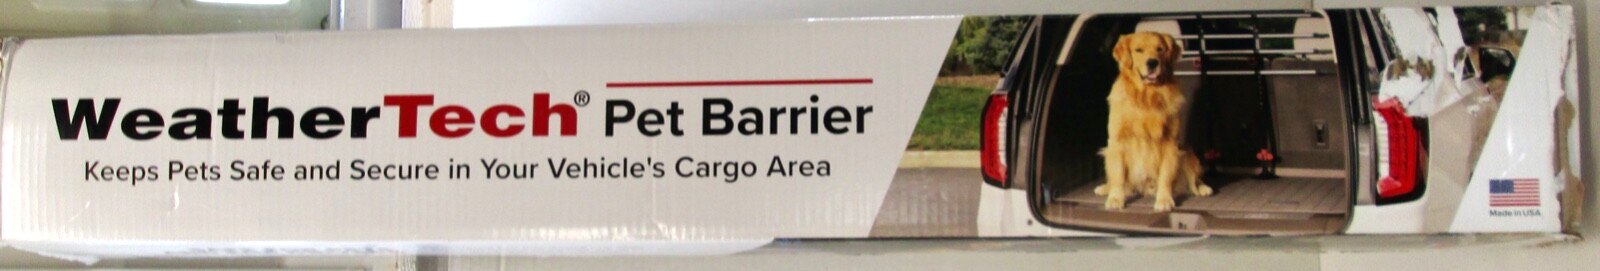 WeatherTech® Pet Barrier
Keeps Pets Safe and Secure in Your Vehicle's Cargo Area
Made in USA